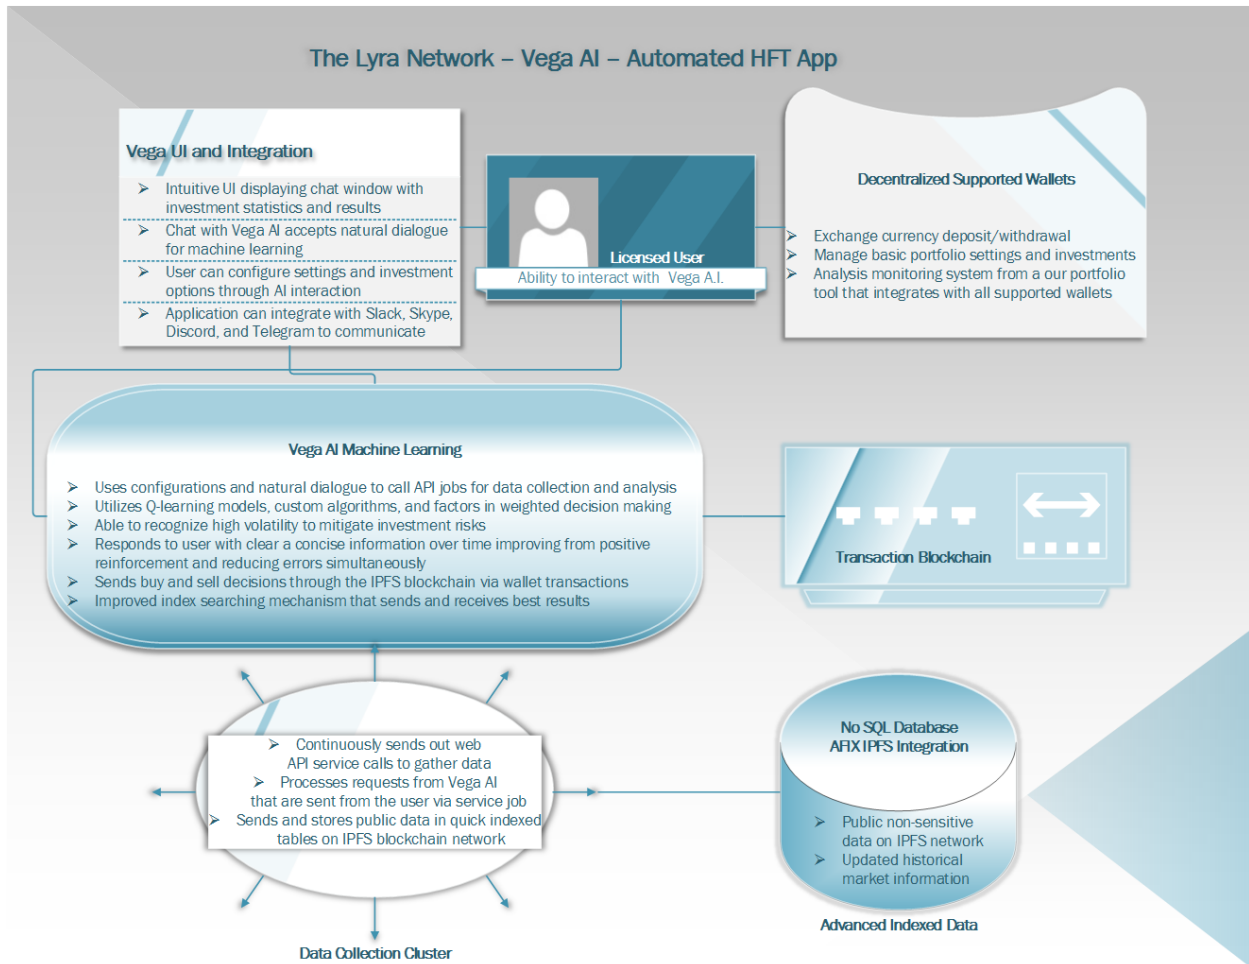 The Lyra Network – Vega AI – Automated HFT App
Vega UI and Integration
➢ Intuitive UI displaying chat window with
investment statistics and results
➢ Chat with Vega AI accepts natural dialogue
for machine learning
➢ User can configure settings and investment
options through AI interaction
➢ Application can integrate with Slack, Skype,
Discord, and Telegram to communicate
Licensed User
Ability to interact with Vega A.I.
Decentralized Supported Wallets
➢ Exchange currency deposit/withdrawal
➢ Manage basic portfolio settings and investments
➢ Analysis monitoring system from a our portfolio
tool that integrates with all supported wallets
Vega AI Machine Learning
➢ Uses configurations and natural dialogue to call API jobs for data collection and analysis
➢ Utilizes Q-learning models, custom algorithms, and factors in weighted decision making
➢ Able to recognize high volatility to mitigate investment risks
➢ Responds to user with clear a concise information over time improving from positive
reinforcement and reducing errors simultaneously
➢ Sends buy and sell decisions through the IPFS blockchain via wallet transactions
➢ Improved index searching mechanism that sends and receives best results
Transaction Blockchain
➢ Continuously sends out web
API service calls to gather data
➢ Processes requests from Vega AI
that are sent from the user via service job
➢ Sends and stores public data in quick indexed
tables on IPFS blockchain network
Data Collection Cluster
No SQL Database
AFIX IPFS Integration
➢ Public non-sensitive
data on IPFS network
➢ Updated historical
market information
Advanced Indexed Data